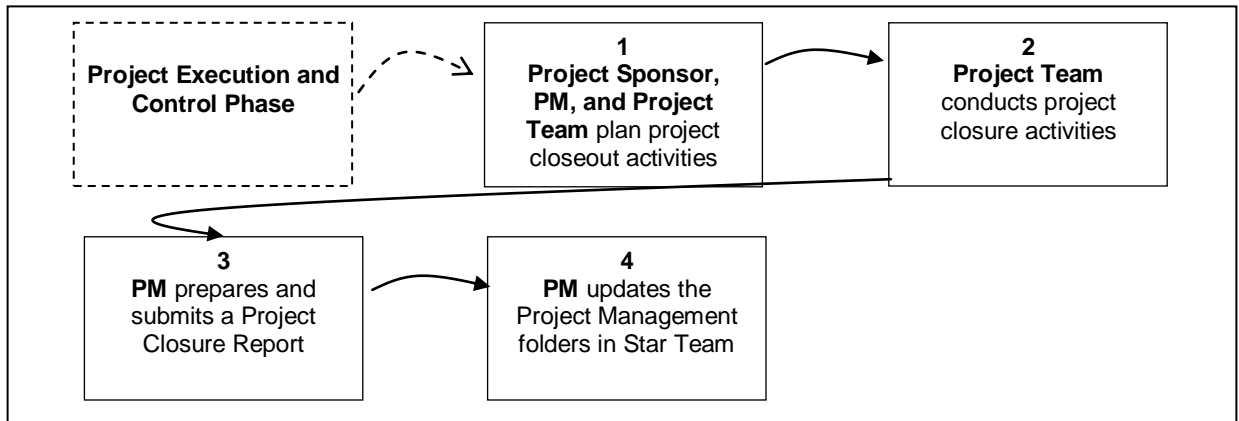 Project Execution and
Control Phase
1
Project Sponsor,
PM, and Project
Team plan project
closeout activities
2
Project Team
conducts project
closure activities
3
PM prepares and
submits a Project
Closure Report
4
PM updates the
Project Management
folders in Star Team